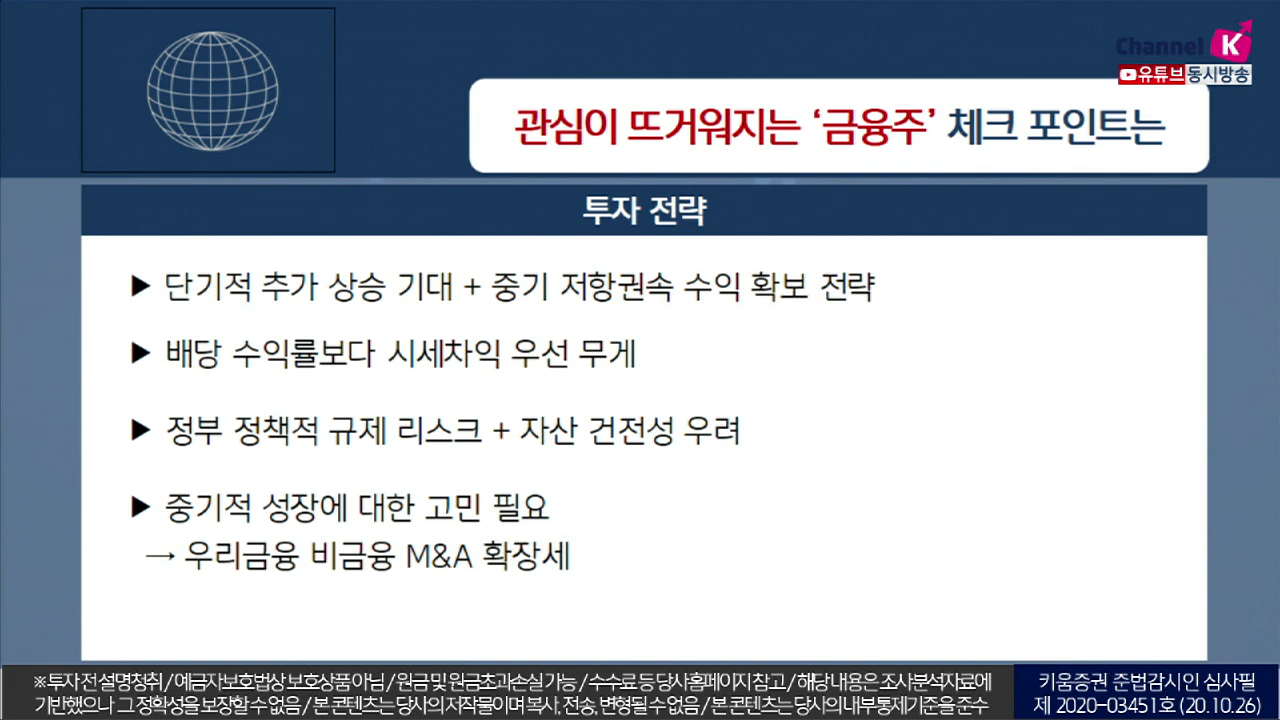 Channel K
유튜브 동시방송
관심이 뜨거워지는 ‘금융주’ 체크 포인트는
투자 전략
▶ 단기적 추가 상승 기대 + 중기 저항권속 수익 확보 전략
▶ 배당 수익률보다 시세차익 우선 무게
▶ 정부 정책적 규제 리스크 + 자산 건전성 우려
▶ 중기적 성장에 대한 고민 필요
→ 우리금융 비금융 M&A 확장세
※ 투자 전 설명청취 / 예금자보호법상 보호상품 아님 / 원금 및 원금초과손실 가능 / 수수료 등 당사홈페이지 참고 / 해당 내용은 조사분석자료에
기반했으나 그 정확성을 보장할 수 없음 / 본 콘텐츠는 당사의 저작물이며 복사, 전송, 변형될 수 없음 / 본 콘텐츠는 당사의 내부통제기준을 준수
키움증권 준법감시인 심사필
제 2020-03451호 (20.10.26)